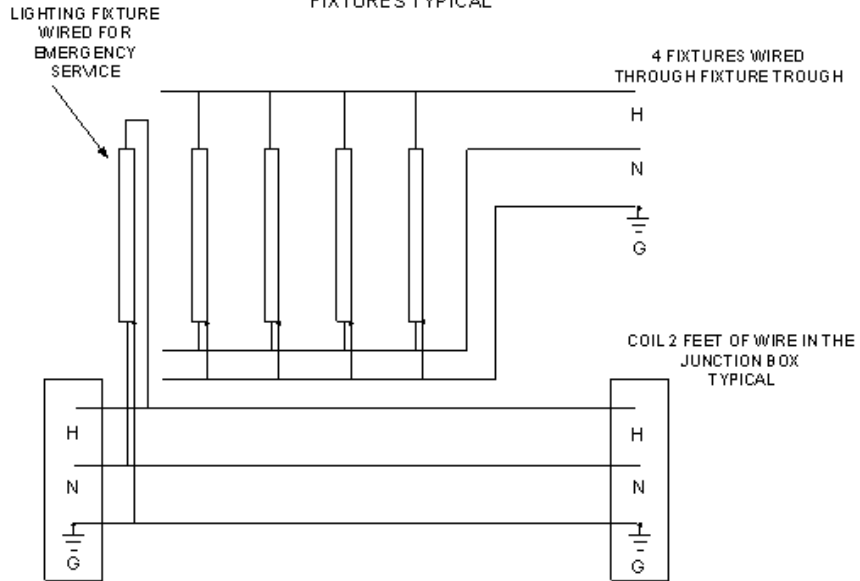 FIXTURES TYPICAL
LIGHTING FIXTURE
WIRED FOR
EMERGENCY
SERVICE
4 FIXTURES WIRED
THROUGH FIXTURE TROUGH
H
N
G
COIL 2 FEET OF WIRE IN THE
JUNCTION BOX
TYPICAL
H
N
G
H
N
G